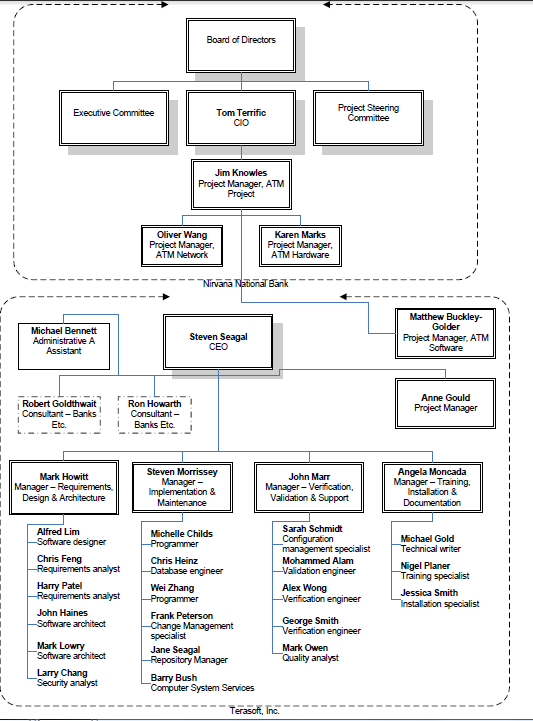 Board of Directors
Executive Committee
Tom Terrific
CIO
Project Steering
Committee
Jim Knowles
Project Manager, ATM
Project
Oliver Wang
Project Manager,
ATM Network
Karen Marks
Project Manager,
ATM Hardware
Nirvana National Bank
Michael Bennett
Administrative A
Assistant
Steven Seagal
CEO
Matthew Buckley-
Golder
Project Manager, ATM
Software
Robert Goldthwait
Consultant – Banks
Etc.
Ron Howarth
Consultant –
Banks Etc.
Anne Gould
Project Manager
Mark Howitt
Manager – Requirements,
Design & Architecture
Steven Morrissey
Manager –
Implementation &
Maintenance
John Marr
Manager – Verification,
Validation & Support
Angela Moncada
Manager – Training,
Installation &
Documentation
Alfred Lim
Software designer
Chris Feng
Requirements analyst
Harry Patel
Requirements analyst
John Haines
Software architect
Mark Lowry
Software architect
Larry Chang
Security analyst
Michelle Childs
Programmer
Chris Heinz
Database engineer
Wei Zhang
Programmer
Frank Peterson
Change Management
specialist
Jane Seagal
Repository Manager
Barry Bush
Computer System Services
Sarah Schmidt
Configuration
management specialist
Mohammed Alam
Validation engineer
Alex Wong
Verification engineer
George Smith
Verification engineer
Mark Owen
Quality analyst
Michael Gold
Technical writer
Nigel Planer
Training specialist
Jessica Smith
Installation specialist
Terasoft, Inc.